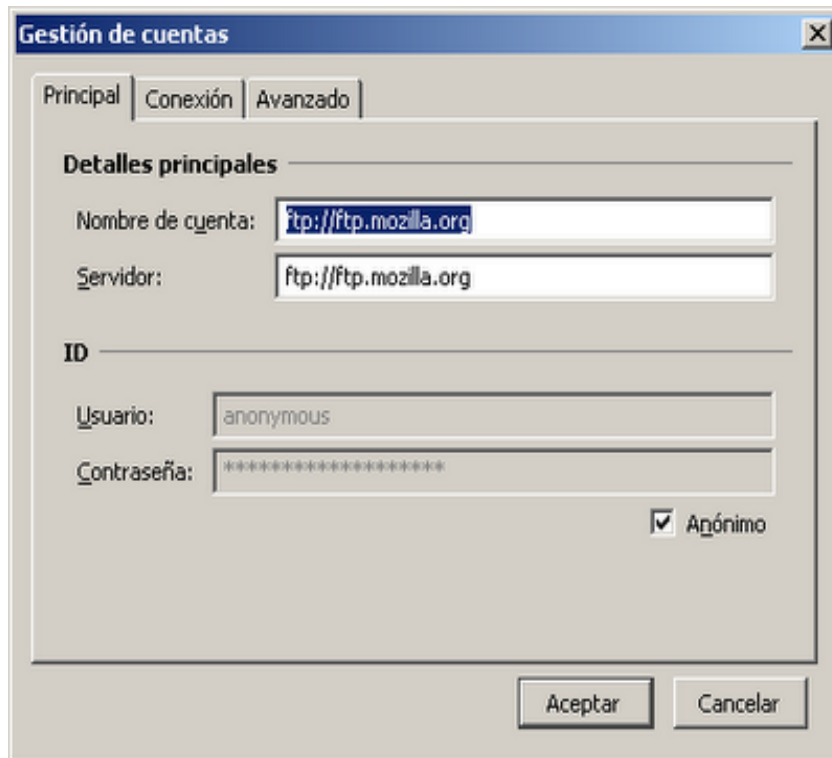 Gestión de cuentas
Principal Conexión Avanzado
Detalles principales
Nombre de cuenta: ftp://ftp.mozilla.org
Servidor: ftp://ftp.mozilla.org
ID
Usuario: anonymous
Contraseña: *******************
Anónimo
Aceptar Cancelar